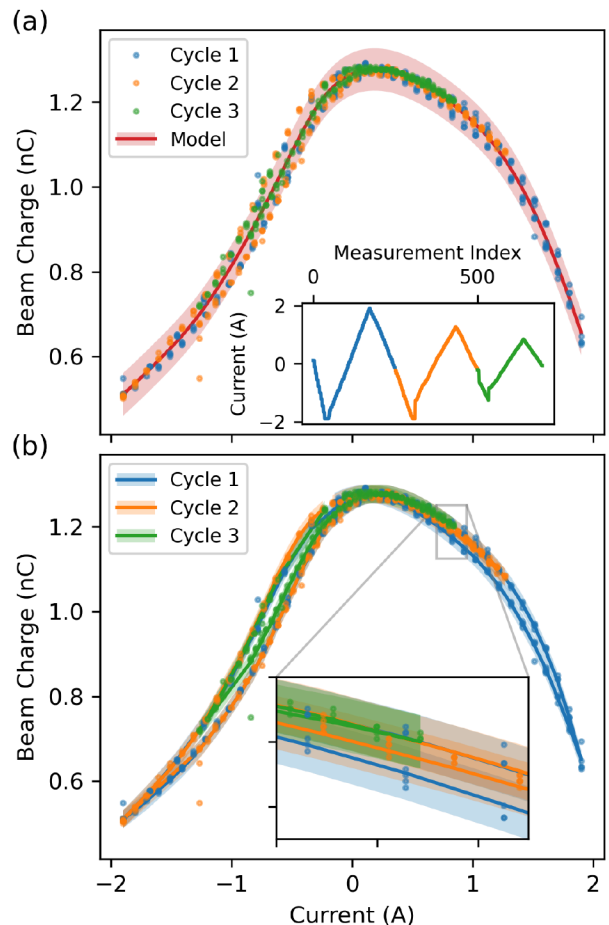 (a)
Cycle 1
Cycle 2
Cycle 3
Model
1.2
1.0
0.8
0.6
Beam Charge (nC)
Measurement Index
0 500
2
0
−2
Current (A)
(b)
Cycle 1
Cycle 2
Cycle 3
1.2
1.0
0.8
0.6
Beam Charge (nC)
−2 −1 0 1 2
Current (A)